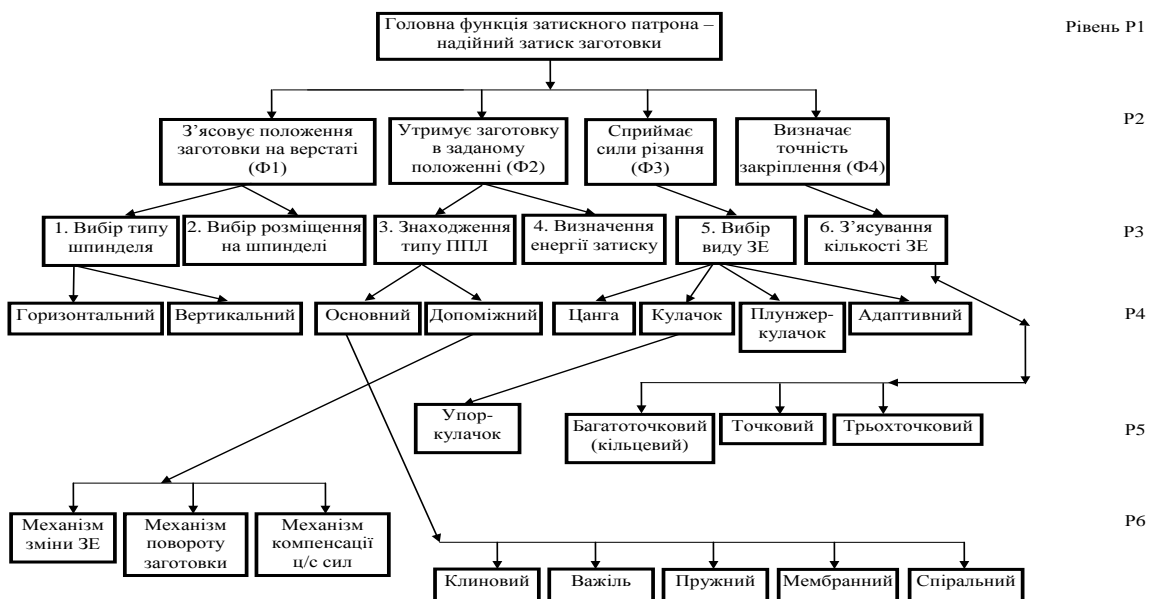 Головна функція затискного патрона –
надійний затиск заготовки
Рівень Р1
З’ясовує положення
заготовки на верстаті
(Ф1)
Утримує заготовку
в заданому
положенні (Ф2)
Сприймає
сили різання
(Ф3)
Визначає
точність
закріплення (Ф4)
Р2
1. Вибір типу
шпинделя
2. Вибір розміщення
на шпинделі
3. Знаходження
типу ППЛ
4. Визначення
енергії затиску
5. Вибір
виду ЗЕ
6. З’ясування
кількості ЗЕ
Р3
Горизонтальний
Вертикальний
Основний
Допоміжний
Цанга
Кулачок
Плунжер-
кулачок
Адаптивний
Р4
Упор-
кулачок
Багатоточковий
(кільцевий)
Точковий
Трьохточковий
Р5
Механізм
зміни ЗЕ
Механізм
повороту
заготовки
Механізм
компенсації
ц/с сил
Р6
Клиновий
Важіль
Пружний
Мембранний
Спіральний